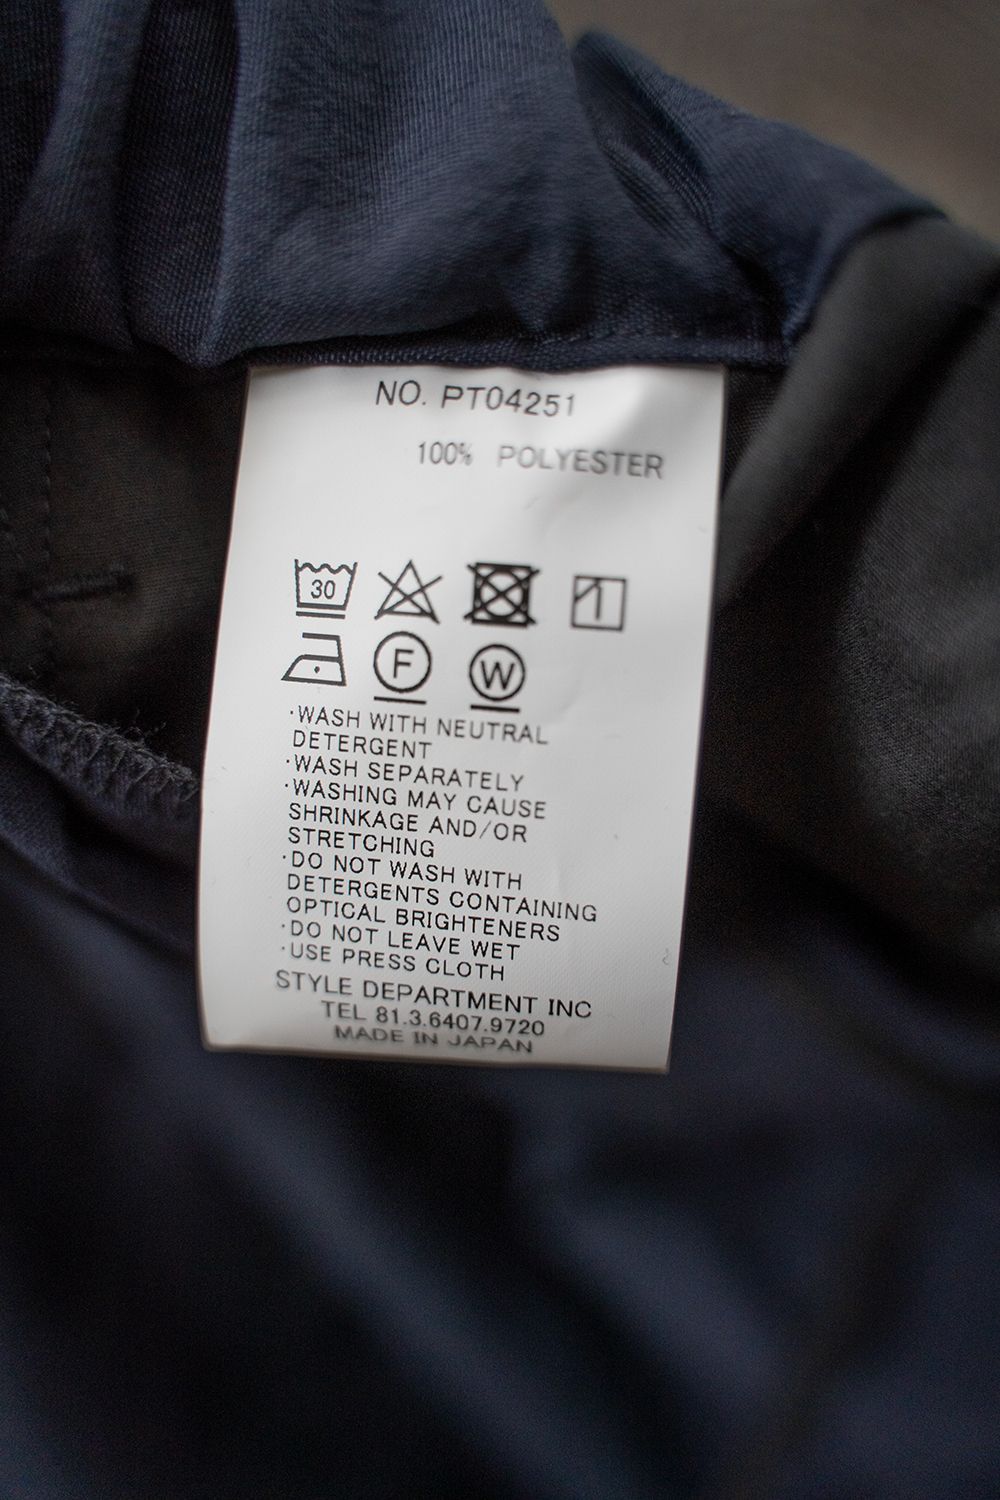 NO. PT04251
100% POLYESTER
30
F W
·WASH WITH NEUTRAL
DETERGENT
·WASH SEPARATELY
·WASHING MAY CAUSE
SHRINKAGE AND/OR
STRETCHING
·DO NOT WASH WITH
DETERGENTS CONTAINING
OPTICAL BRIGHTENERS
·DO NOT LEAVE WET
·USE PRESS CLOTH
STYLE DEPARTMENT INC
TEL 81.3.6407.9720
MADE IN JAPAN